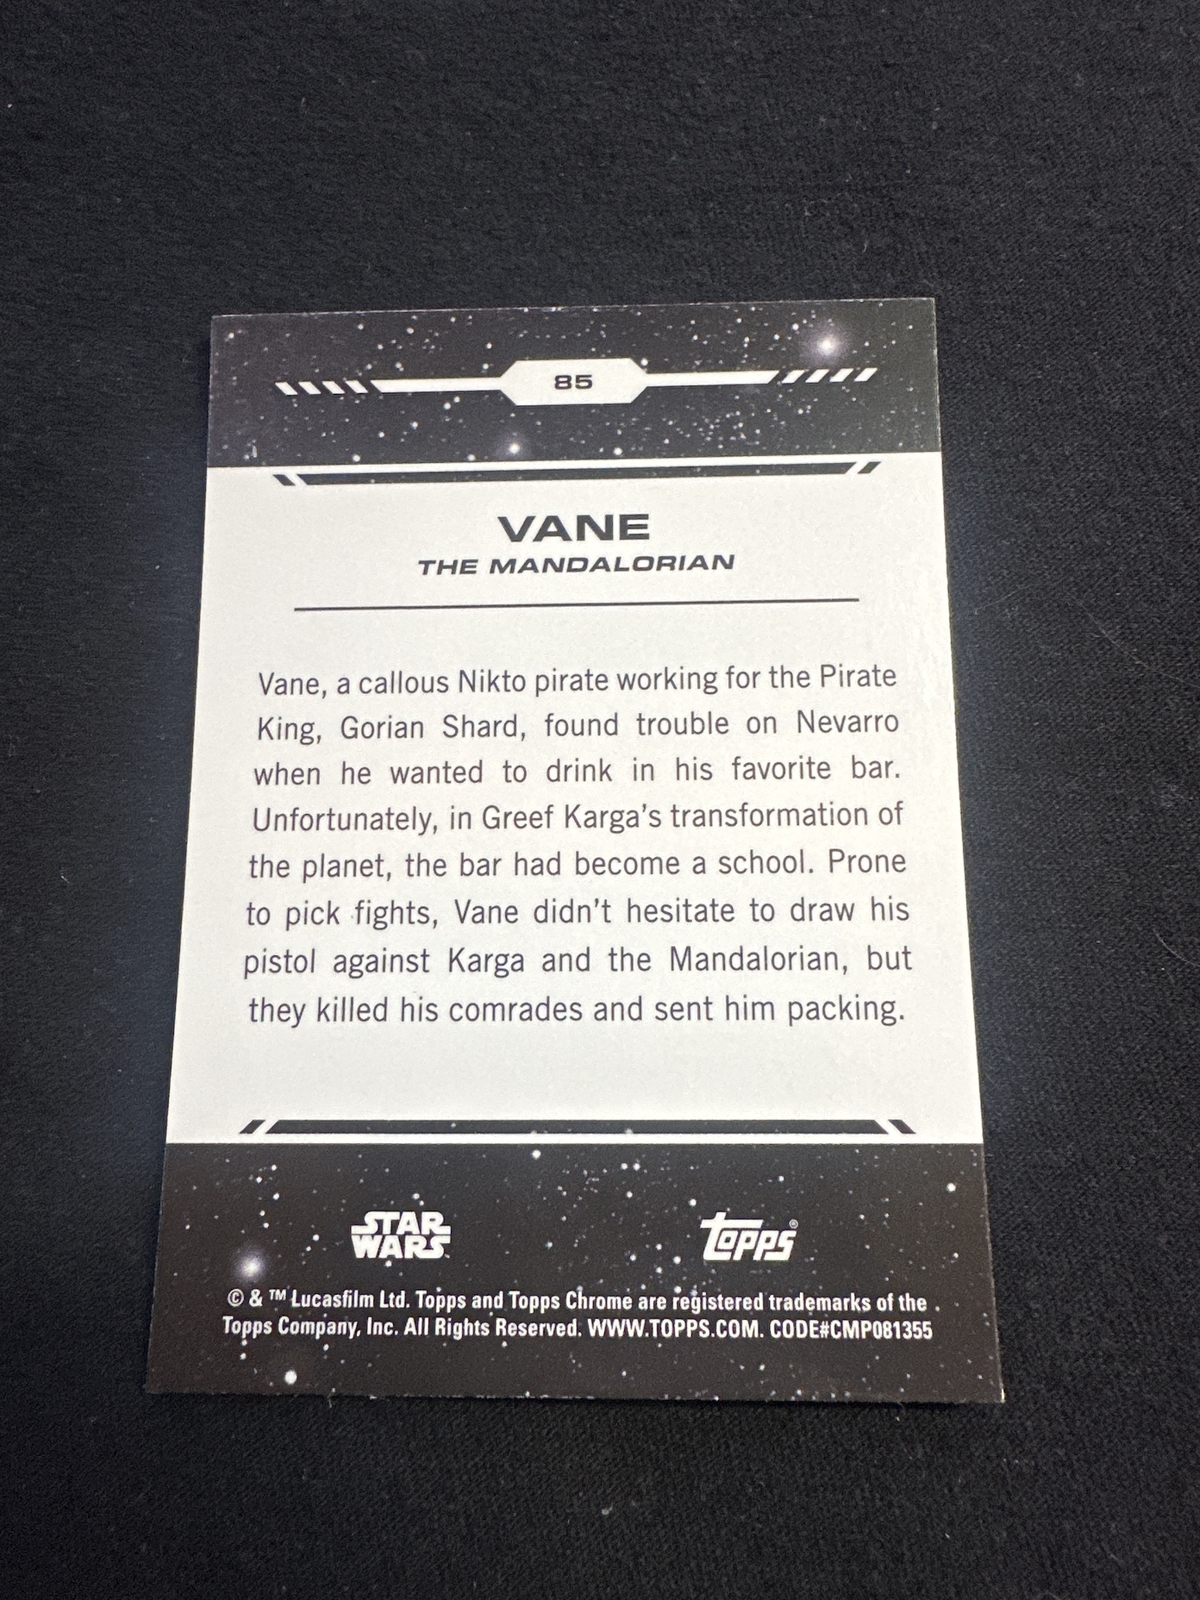 85
VANE
THE MANDALORIAN
Vane, a callous Nikto pirate working for the Pirate
King, Gorian Shard, found trouble on Nevarro
when he wanted to drink in his favorite bar.
Unfortunately, in Greef Karga's transformation of
the planet, the bar had become a school. Prone
to pick fights, Vane didn't hesitate to draw his
pistol against Karga and the Mandalorian, but
they killed his comrades and sent him packing.
STAR WARS
Topps®
© & ™ Lucasfilm Ltd. Topps and Topps Chrome are registered trademarks of the
Topps Company, Inc. All Rights Reserved. WWW.TOPPS.COM. CODE#CMP081355